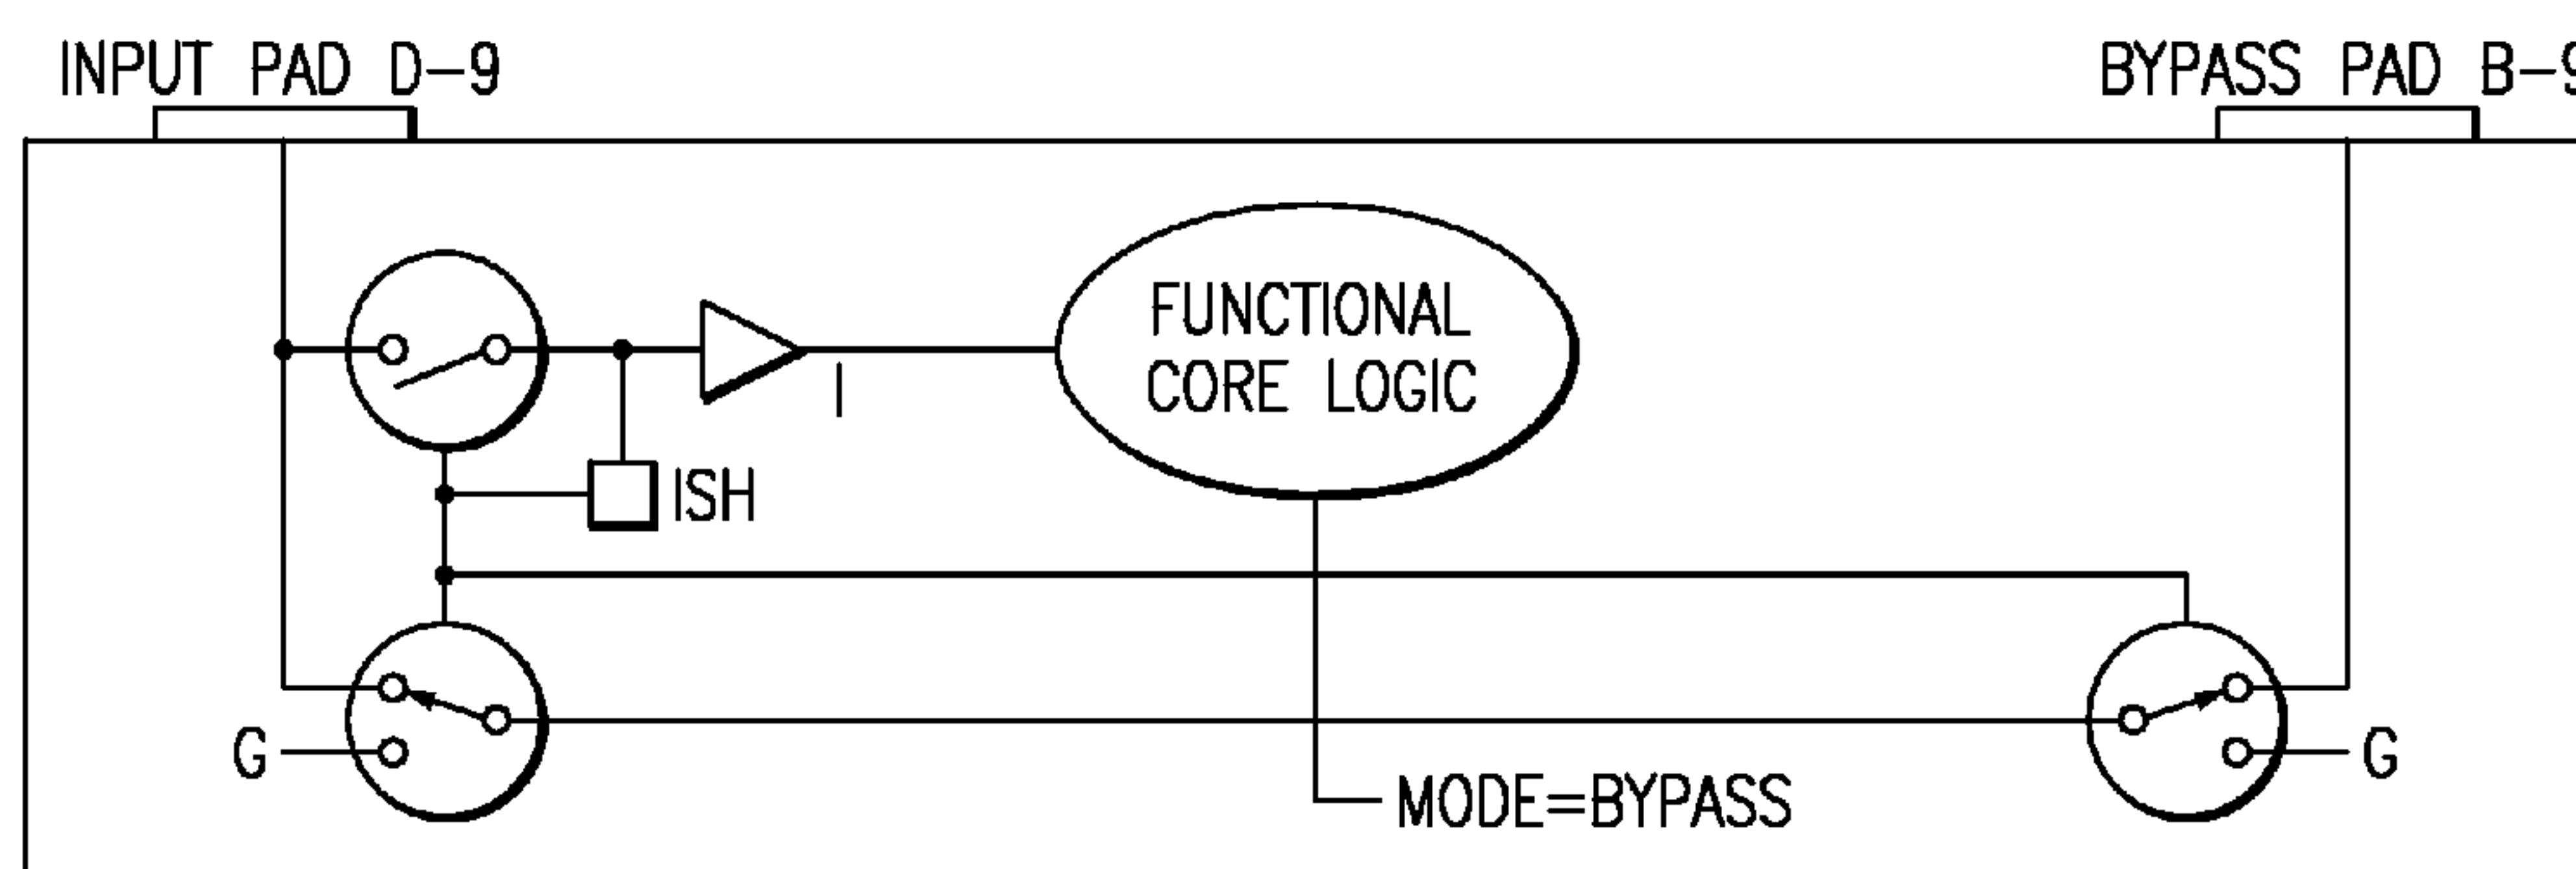 INPUT PAD D-9
BYPASS PAD B-9
FUNCTIONAL
CORE LOGIC
I
ISH
G
G
MODE=BYPASS